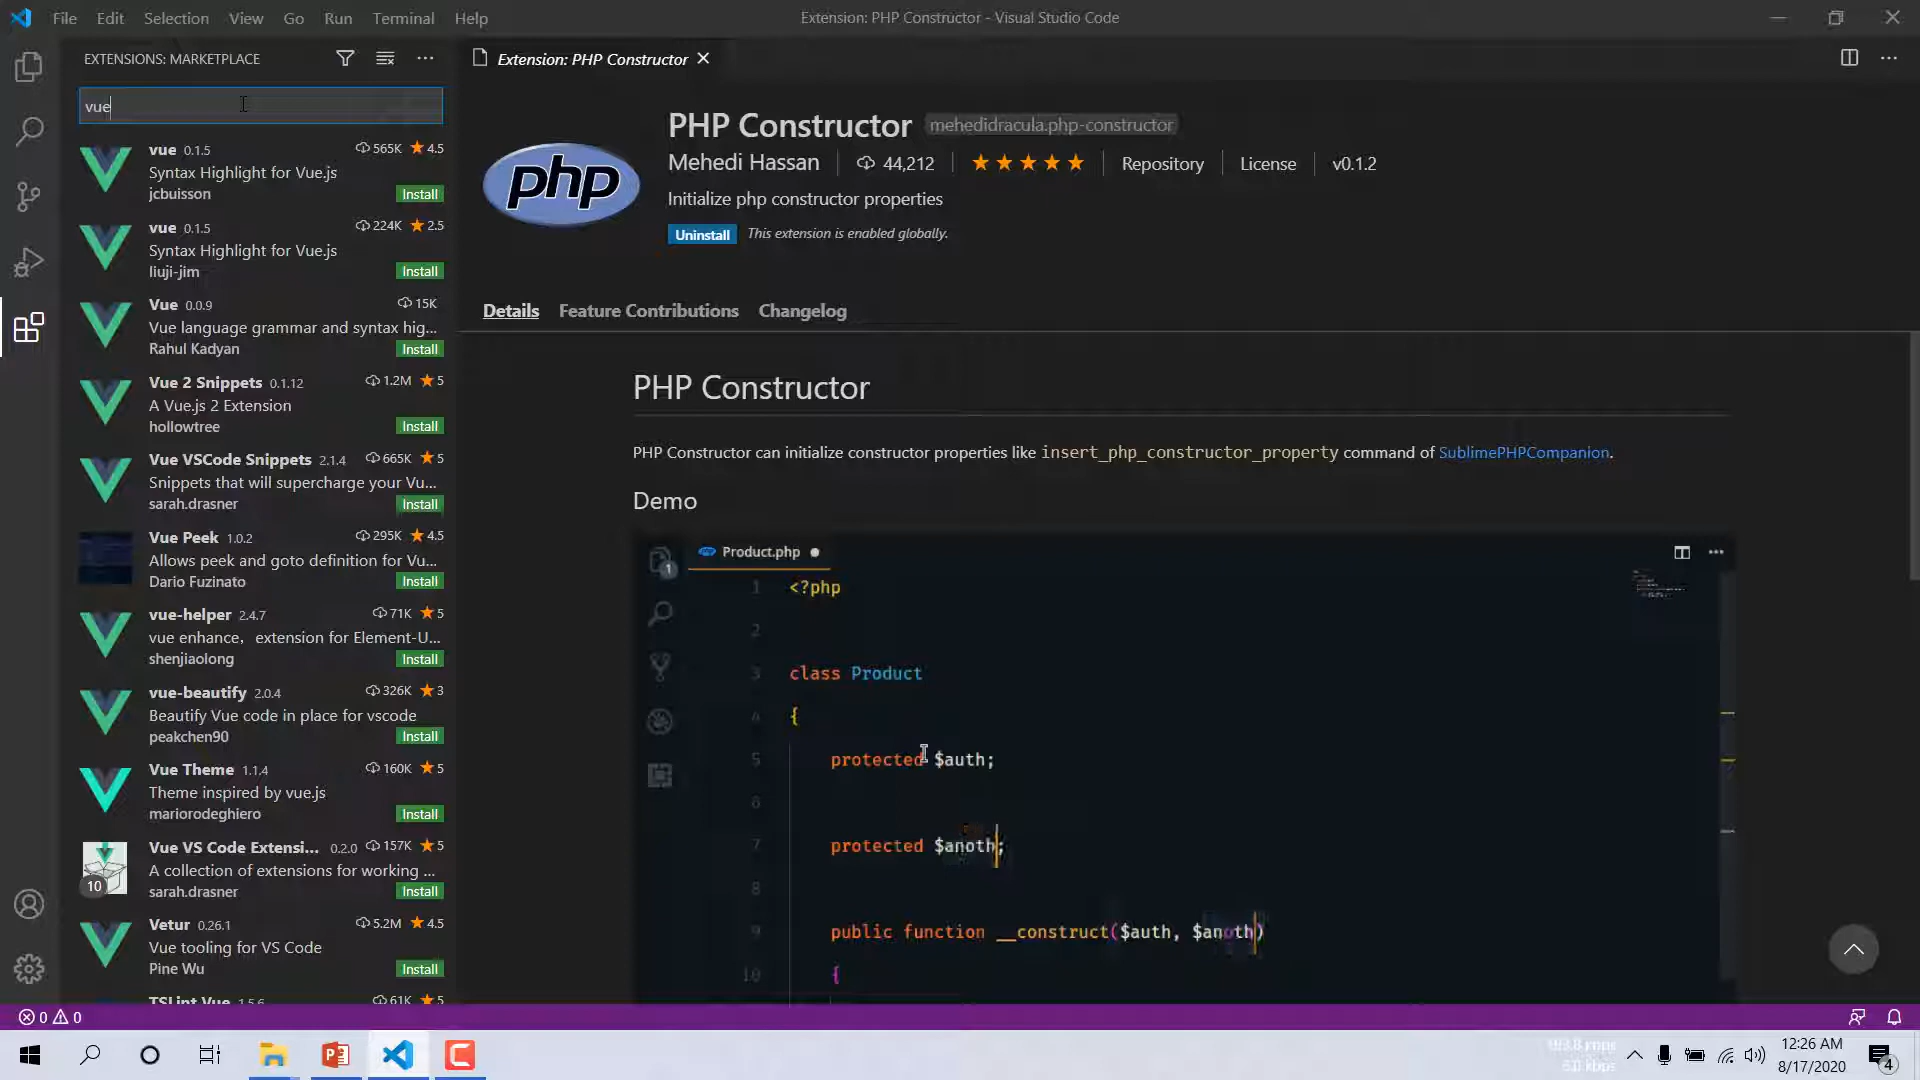 File Edit Selection View Go Run Terminal Help
Extension: PHP Constructor - Visual Studio Code
EXTENSIONS: MARKETPLACE
vue
vue 0.1.5 565K 4.5
Syntax Highlight for Vue.js
jcbuisson Install
vue 0.1.5 224K 2.5
Syntax Highlight for Vue.js
liuji-jim Install
Vue 0.0.9 15K
Vue language grammar and syntax hig...
Rahul Kadyan Install
Vue 2 Snippets 0.1.12 1.2M 5
A Vue.js 2 Extension
hollowtree Install
Vue VSCode Snippets 2.1.4 665K 5
Snippets that will supercharge your Vu...
sarah.drasner Install
Vue Peek 1.0.2 295K 4.5
Allows peek and goto definition for Vu...
Dario Fuzinato Install
vue-helper 2.4.7 71K 5
vue enhance，extension for Element-U...
shenjiaolong Install
vue-beautify 2.0.4 326K 3
Beautify Vue code in place for vscode
peakchen90 Install
Vue Theme 1.1.4 160K 5
Theme inspired by vue.js
mariorodeghiero Install
Vue VS Code Extensi... 0.2.0 157K 5
A collection of extensions for working ...
10 sarah.drasner Install
Vetur 0.26.1 5.2M 4.5
Vue tooling for VS Code
Pine Wu Install
TSLint Vue 1.5.6 61K 5
Extension: PHP Constructor
php
PHP Constructor mehedidracula.php-constructor
Mehedi Hassan 44,212 Repository License v0.1.2
Initialize php constructor properties
Uninstall This extension is enabled globally.
Details Feature Contributions Changelog
PHP Constructor
PHP Constructor can initialize constructor properties like insert_php_constructor_property command of SublimePHPCompanion.
Demo
1
Product.php
1 <?php
2
3 class Product
4 {
5 protected $auth;
6
7 protected $anoth;
8
9 public function __construct($auth, $anoth)
10 {
0 0
12:26 AM
8/17/2020
4